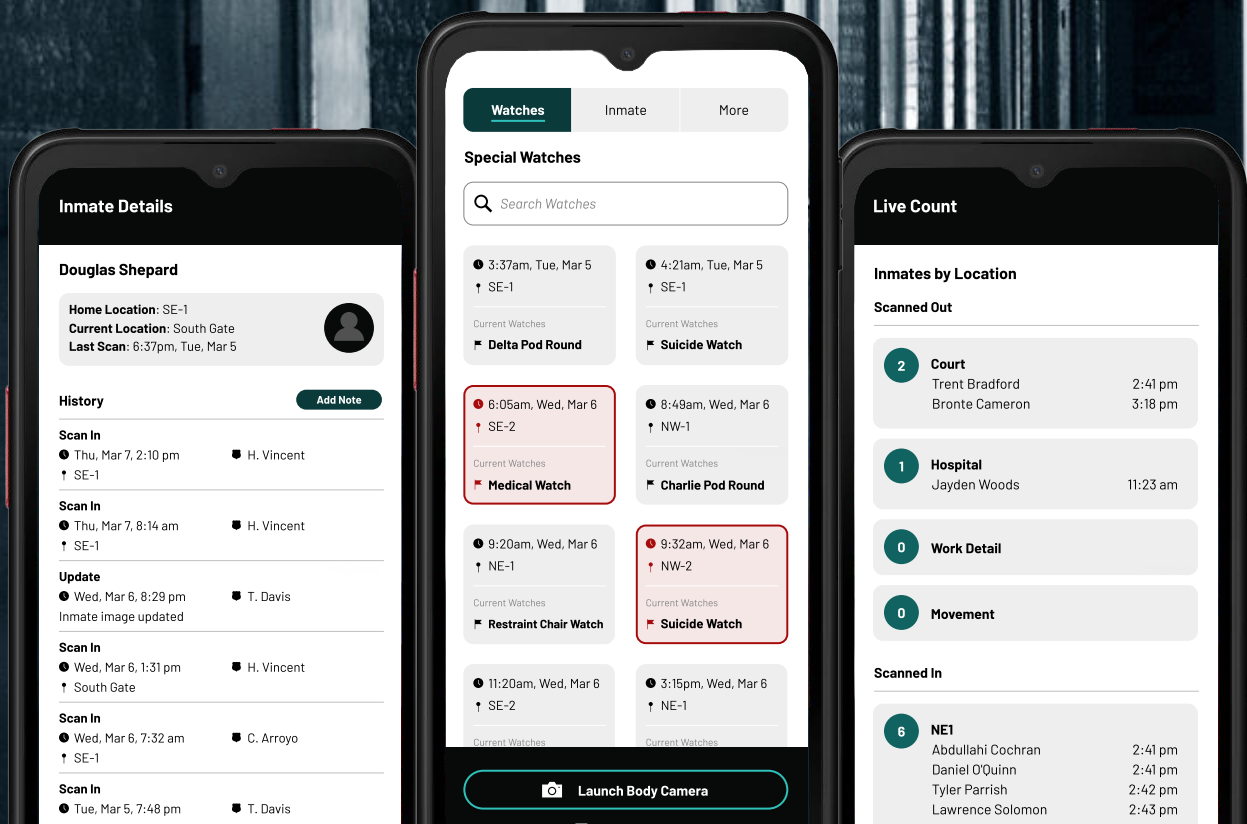 Inmate Details
Douglas Shepard
Home Location: SE-1
Current Location: South Gate
Last Scan: 6:37pm, Tue, Mar 5
History
Add Note
Scan In
Thu, Mar 7, 2:10 pm
H. Vincent
SE-1
Scan In
Thu, Mar 7, 8:14 am
H. Vincent
SE-1
Update
Wed, Mar 6, 8:29 pm
T. Davis
Inmate image updated
Scan In
Wed, Mar 6, 1:31 pm
H. Vincent
South Gate
Scan In
Wed, Mar 6, 7:32 am
C. Arroyo
SE-1
Scan In
Tue, Mar 5, 7:48 pm
T. Davis
Watches
Inmate
More
Special Watches
Search Watches
3:37am, Tue, Mar 5
SE-1
Current Watches
Delta Pod Round
4:21am, Tue, Mar 5
SE-1
Current Watches
Suicide Watch
6:05am, Wed, Mar 6
SE-2
Current Watches
Medical Watch
8:49am, Wed, Mar 6
NW-1
Current Watches
Charlie Pod Round
9:20am, Wed, Mar 6
NE-1
Current Watches
Restraint Chair Watch
9:32am, Wed, Mar 6
NW-2
Current Watches
Suicide Watch
11:20am, Wed, Mar 6
SE-2
Current Watches
3:15pm, Wed, Mar 6
NE-1
Current Watches
Launch Body Camera
Live Count
Inmates by Location
Scanned Out
2
Court
Trent Bradford
2:41 pm
Bronte Cameron
3:18 pm
1
Hospital
Jayden Woods
11:23 am
0
Work Detail
0
Movement
Scanned In
6
NE1
Abdullahi Cochran
2:41 pm
Daniel O'Quinn
2:41 pm
Tyler Parrish
2:42 pm
Lawrence Solomon
2:43 pm